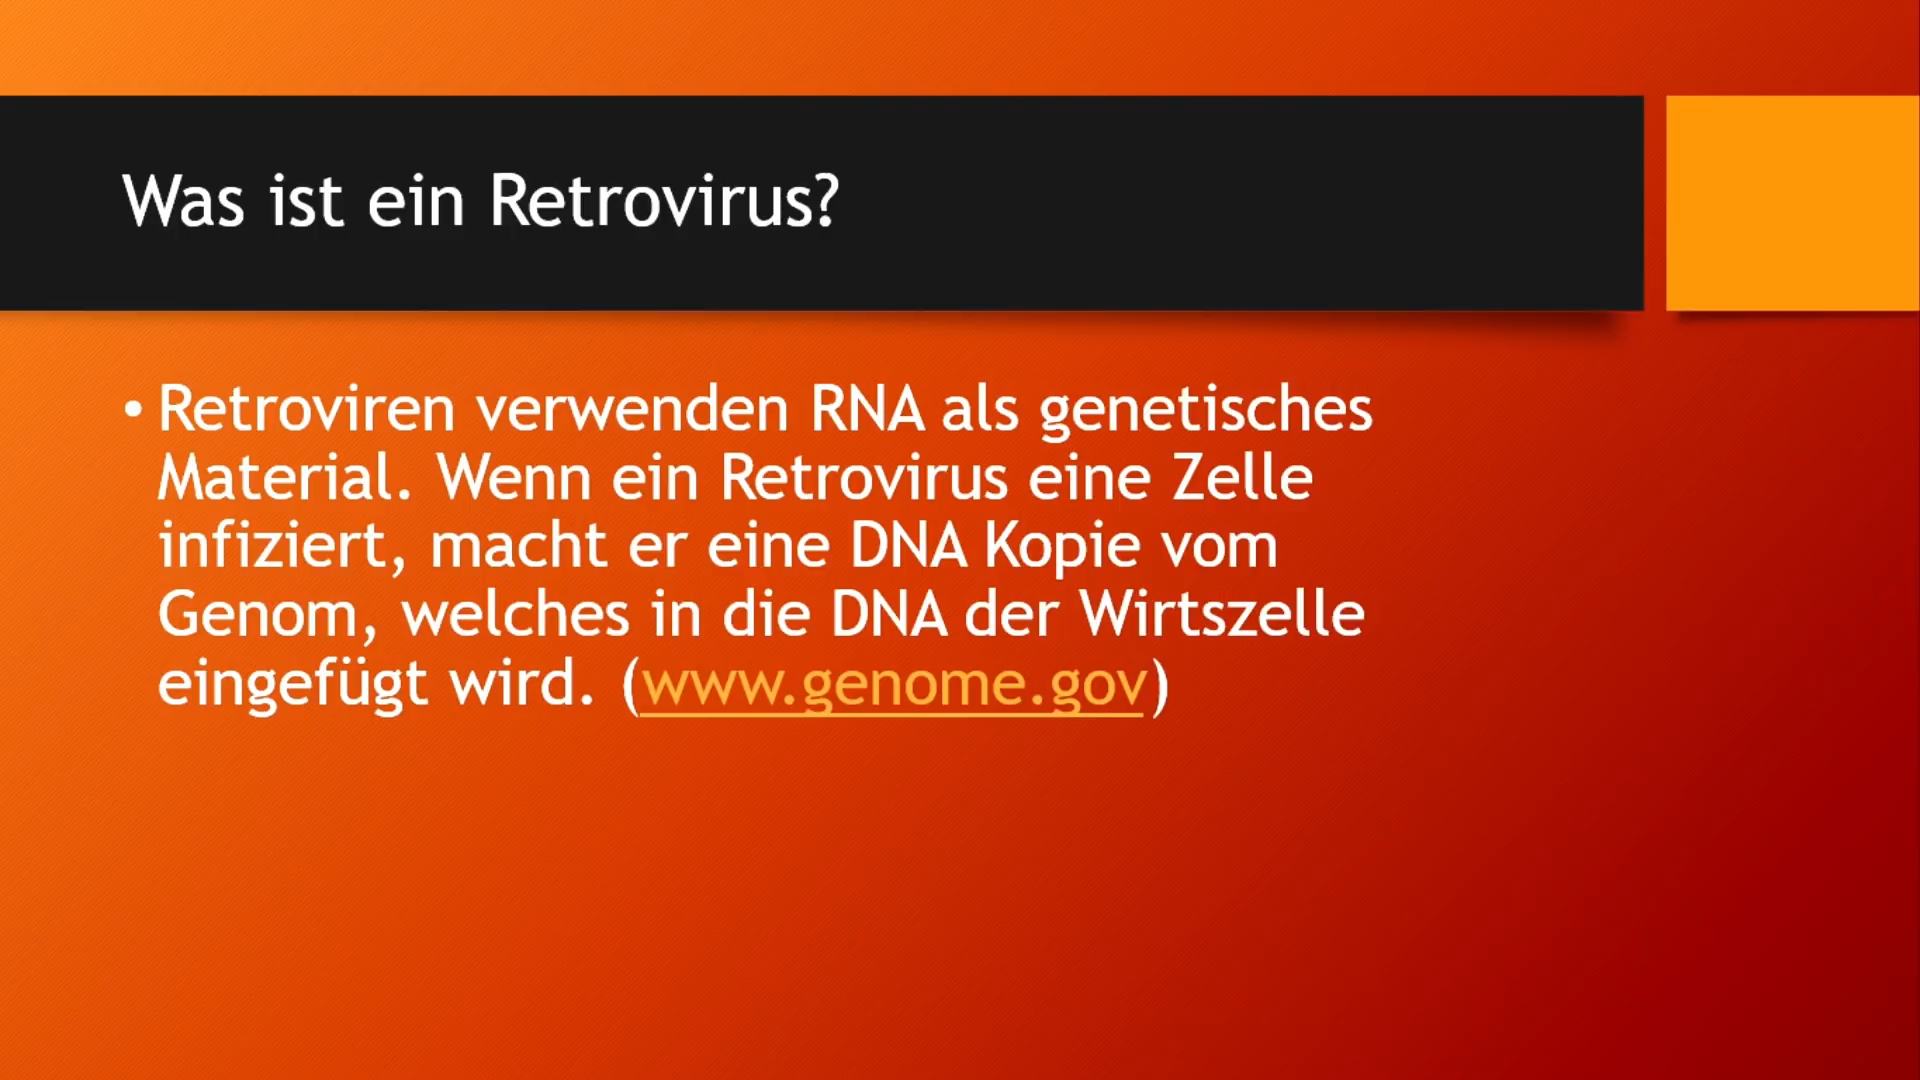 Was ist ein Retrovirus?
• Retroviren verwenden RNA als genetisches
Material. Wenn ein Retrovirus eine Zelle
infiziert, macht er eine DNA Kopie vom
Genom, welches in die DNA der Wirtszelle
eingefügt wird. (www.genome.gov)